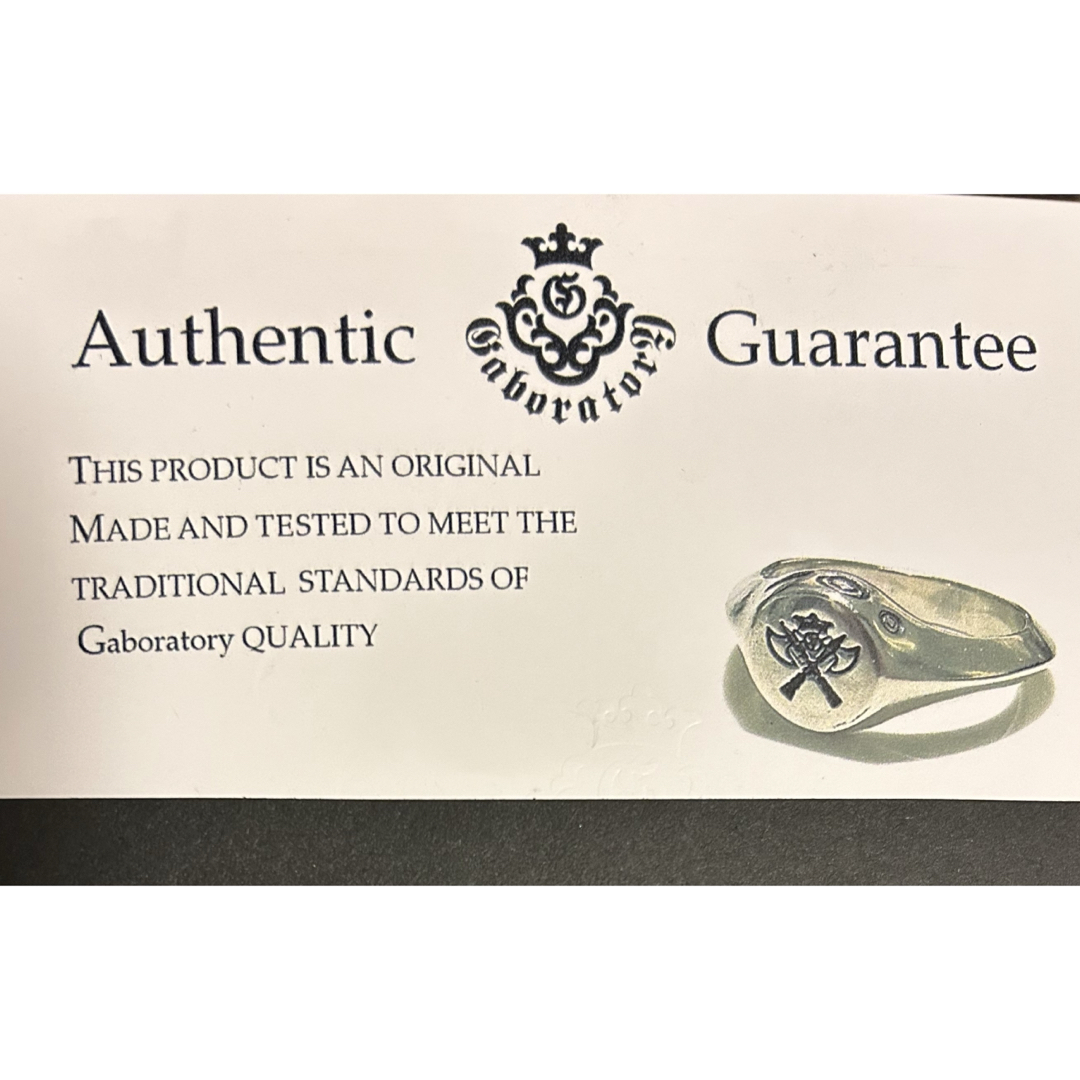 Authentic Guarantee
G
Gaboratory
THIS PRODUCT IS AN ORIGINAL
MADE AND TESTED TO MEET THE
TRADITIONAL STANDARDS OF
Gaboratory QUALITY